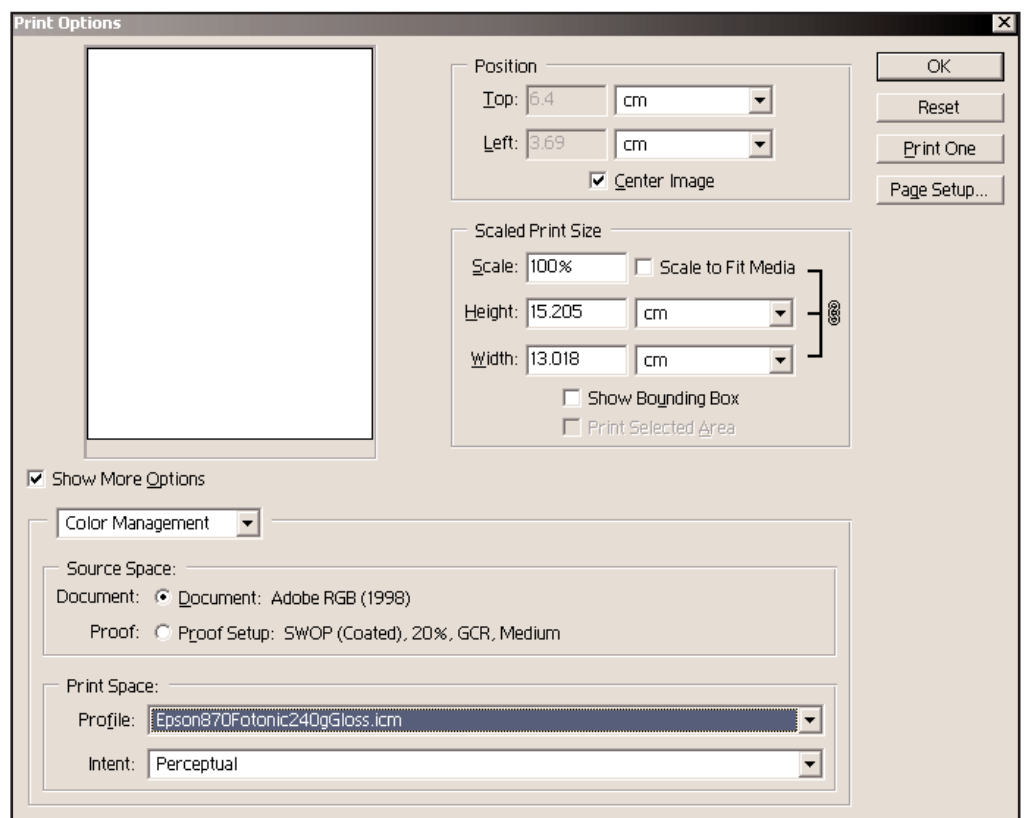 Print Options
Position
Top: 6.4 cm
Left: 3.69 cm
Center Image
OK
Reset
Print One
Page Setup...
Scaled Print Size
Scale: 100% Scale to Fit Media
Height: 15.205 cm
Width: 13.018 cm
Show Bounding Box
Print Selected Area
Show More Options
Color Management
Source Space:
Document: Document: Adobe RGB (1998)
Proof: Proof Setup: SWOP (Coated), 20%, GCR, Medium
Print Space:
Profile: Epson870Fotonic240gGloss.icm
Intent: Perceptual